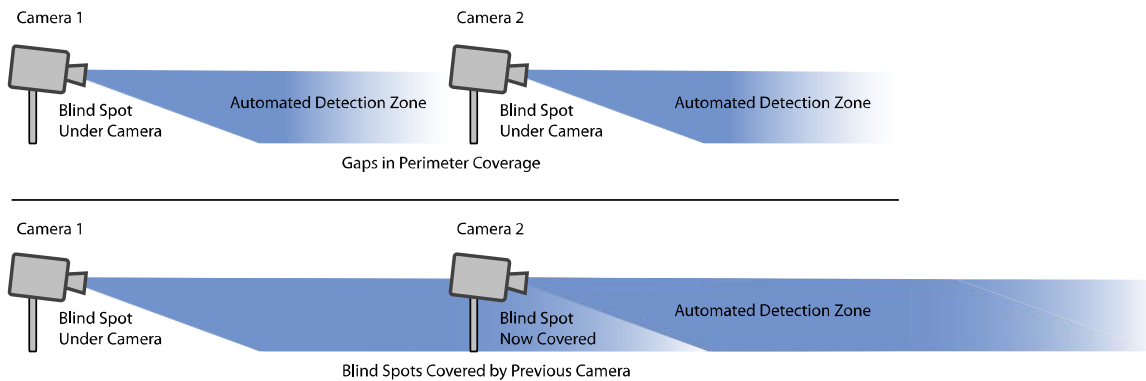 Camera 1
Camera 2
Blind Spot
Under Camera
Automated Detection Zone
Blind Spot
Under Camera
Automated Detection Zone
Gaps in Perimeter Coverage
Camera 1
Camera 2
Blind Spot
Under Camera
Blind Spot
Now Covered
Automated Detection Zone
Blind Spots Covered by Previous Camera